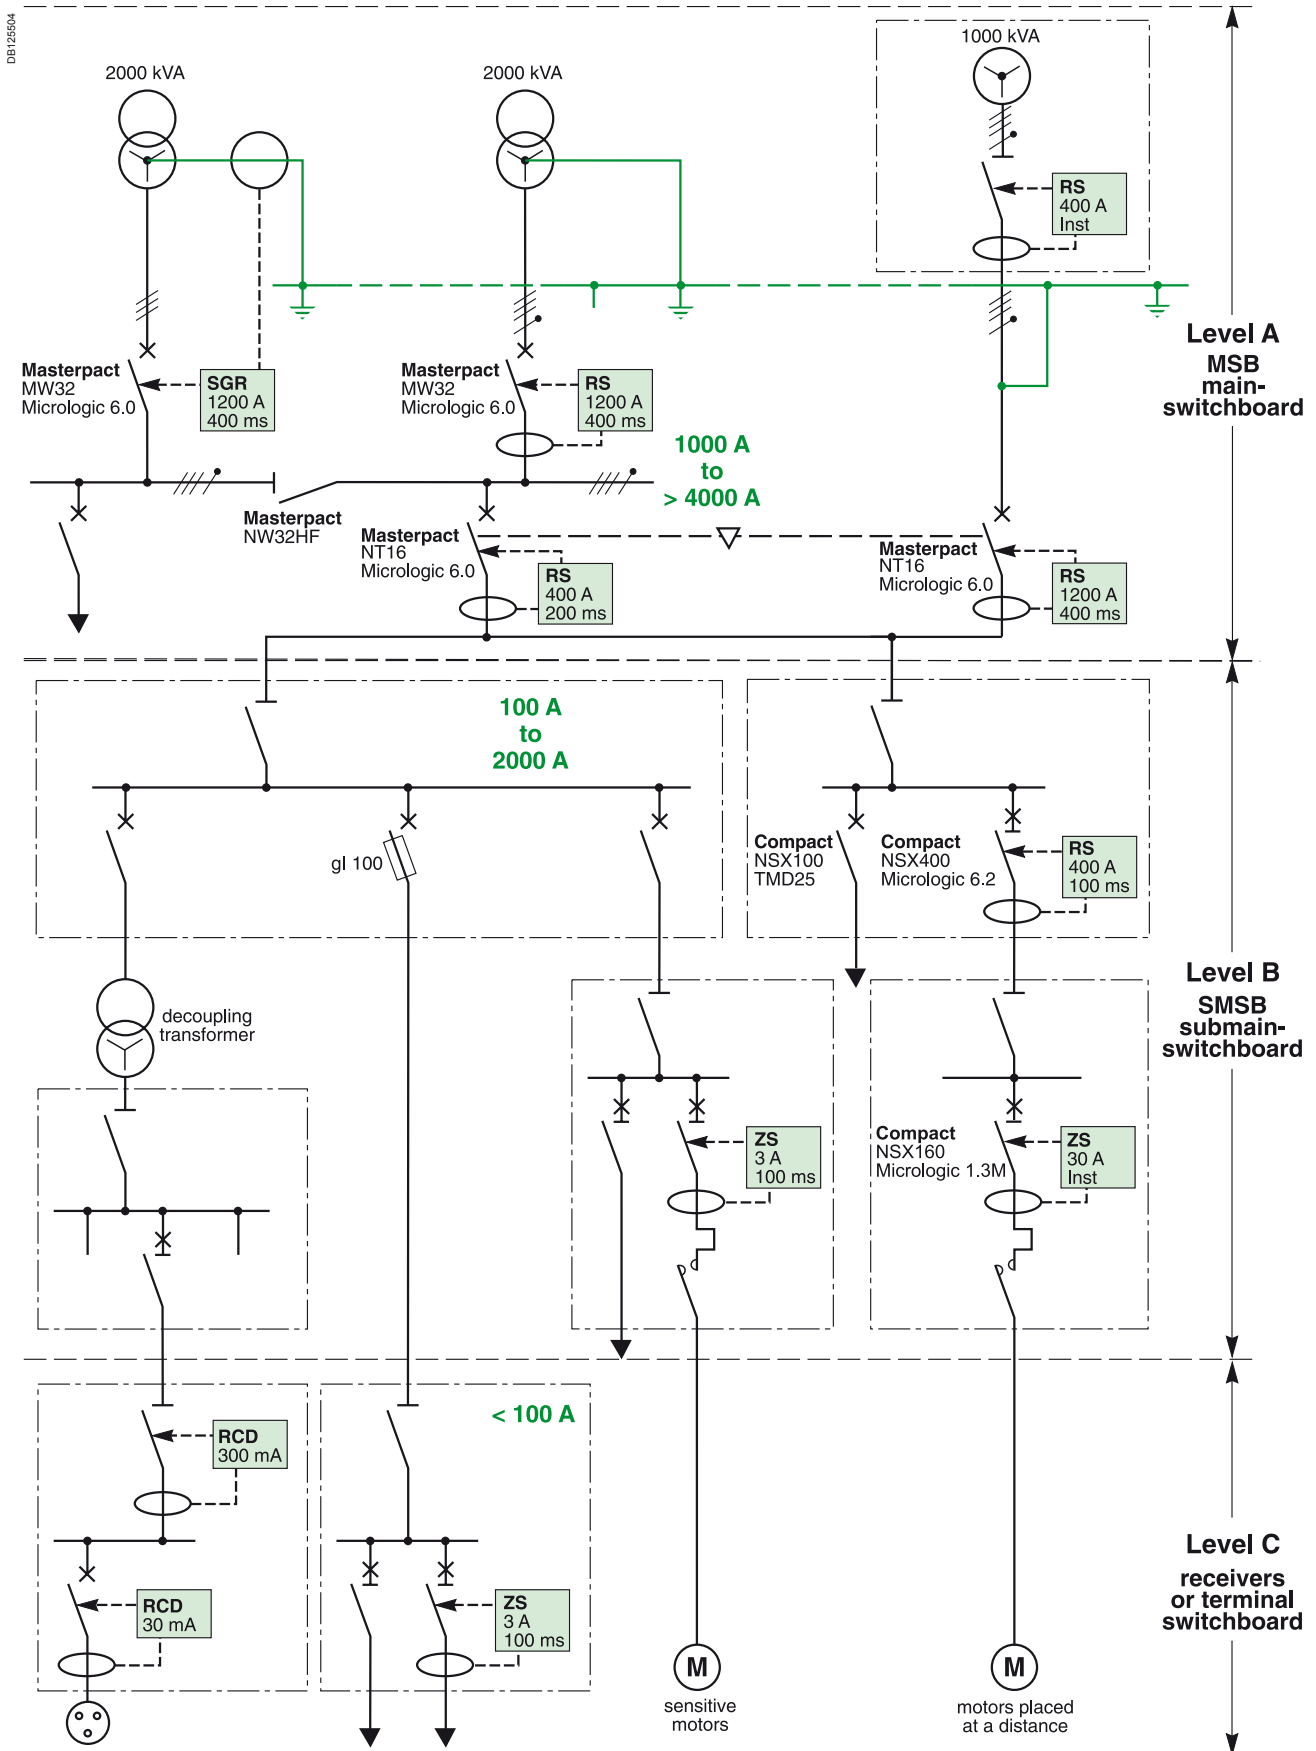 DB125504
2000 kVA
2000 kVA
1000 kVA
RS
400 A
Inst
Level A
MSB
main-
switchboard
Masterpact
MW32
Micrologic 6.0
SGR
1200 A
400 ms
Masterpact
MW32
Micrologic 6.0
RS
1200 A
400 ms
1000 A
to
> 4000 A
Masterpact
NW32HF
Masterpact
NT16
Micrologic 6.0
RS
400 A
200 ms
Masterpact
NT16
Micrologic 6.0
RS
1200 A
400 ms
100 A
to
2000 A
gl 100
Compact
NSX100
TMD25
Compact
NSX400
Micrologic 6.2
RS
400 A
100 ms
Level B
SMSB
submain-
switchboard
decoupling
transformer
ZS
3 A
100 ms
Compact
NSX160
Micrologic 1.3M
ZS
30 A
Inst
< 100 A
RCD
300 mA
RCD
30 mA
ZS
3 A
100 ms
Level C
receivers
or terminal
switchboard
M
sensitive
motors
M
motors placed
at a distance